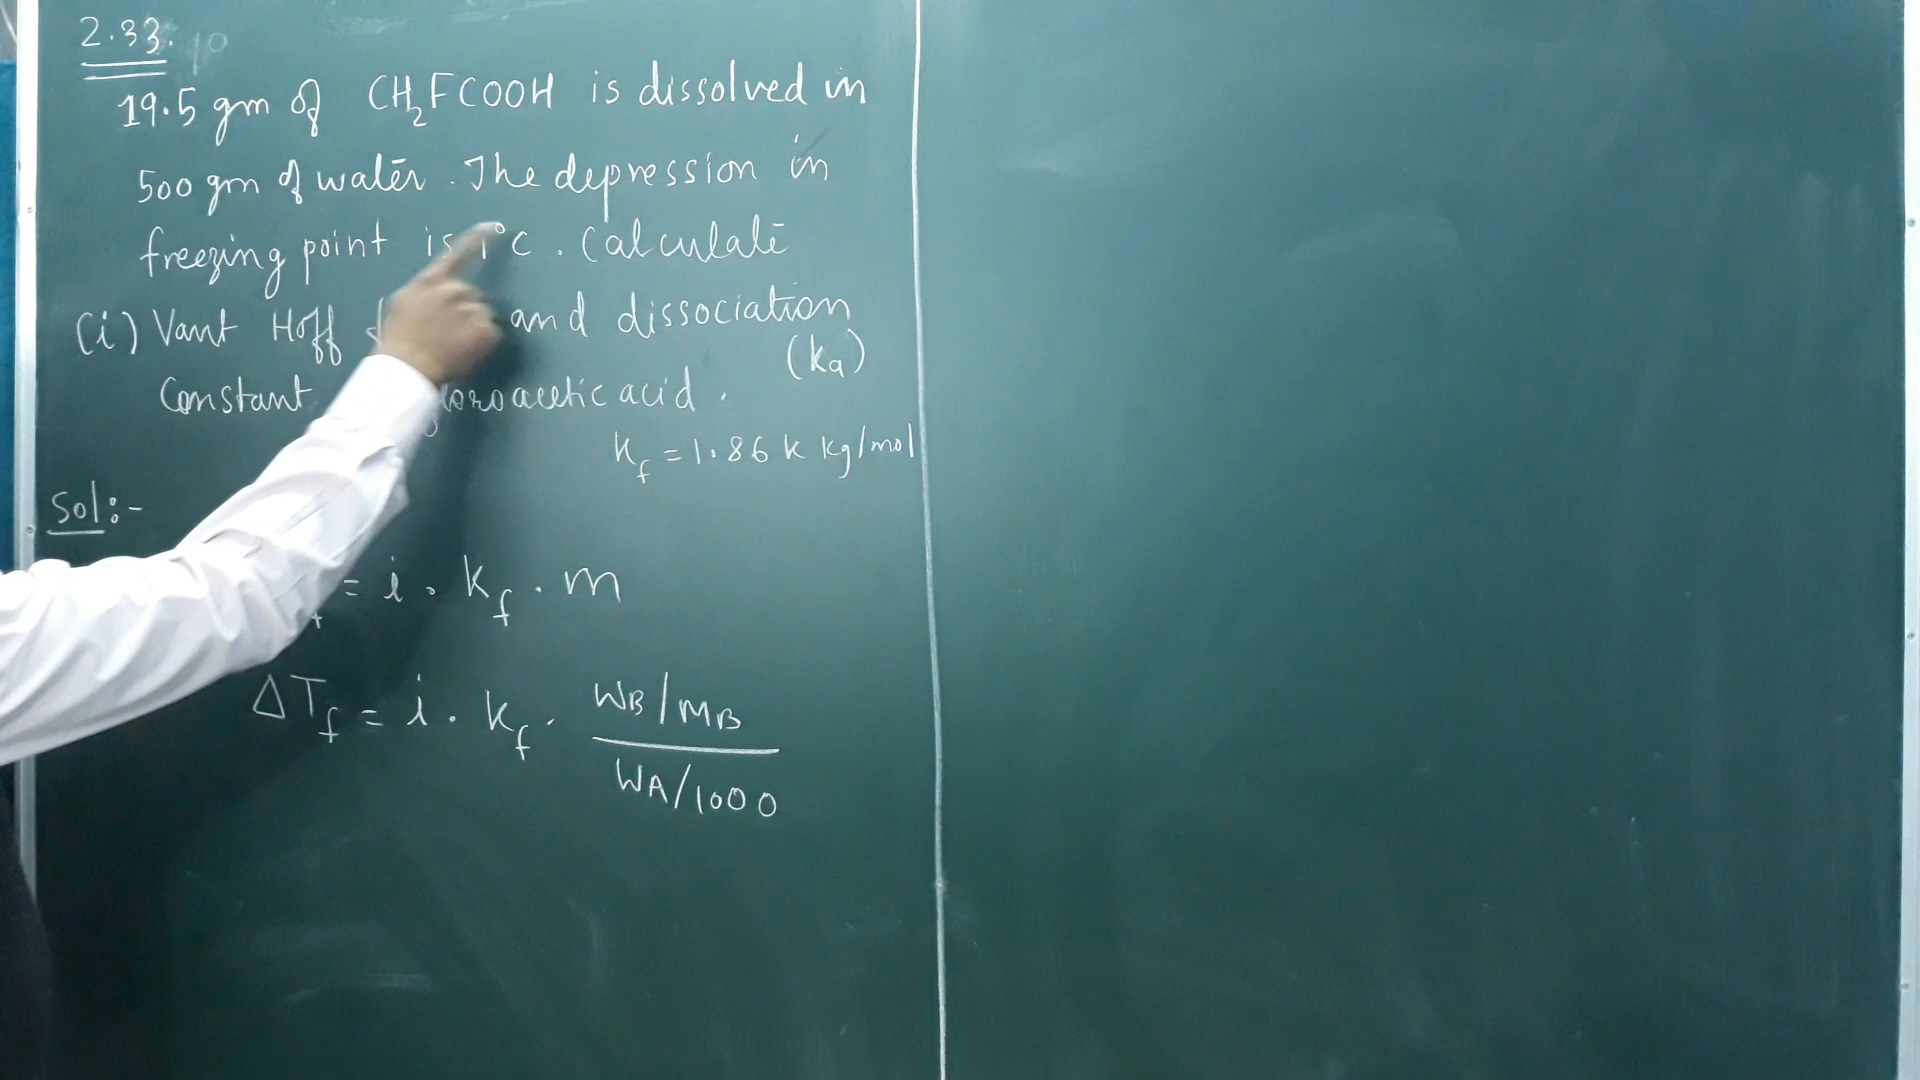 2.33.
19.5 gm of CH₂FCOOH is dissolved in
500 gm of water. The depression in
freezing point is 1°C. Calculate
(i) Vant Hoff and dissociation
(ka)
Constant acetic acid.
Kf = 1.86 k kg/mol
Sol:-
= i . Kf . m
ΔTf = i . Kf . WB/MB
WA/1000